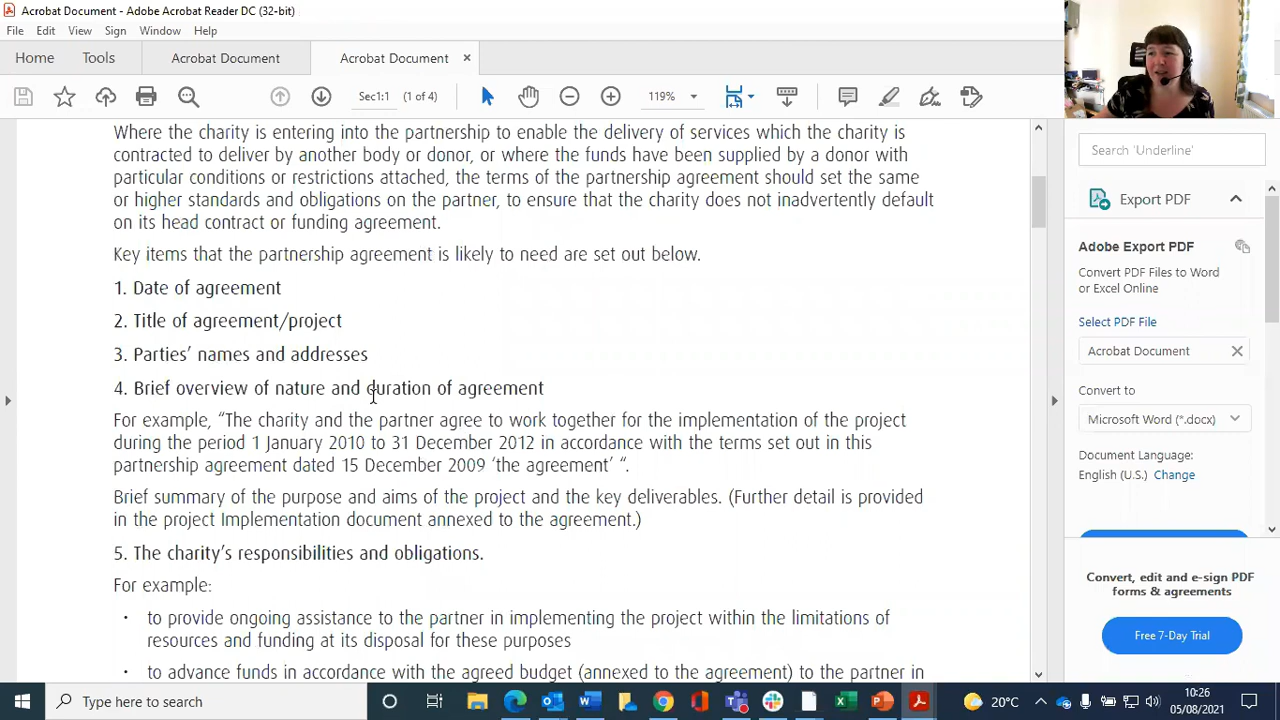 Acrobat Document - Adobe Acrobat Reader DC (32-bit)
File Edit View Sign Window Help
Home Tools Acrobat Document Acrobat Document ×
Sec1:1 (1 of 4) 119%
Where the charity is entering into the partnership to enable the delivery of services which the charity is
contracted to deliver by another body or donor, or where the funds have been supplied by a donor with
particular conditions or restrictions attached, the terms of the partnership agreement should set the same
or higher standards and obligations on the partner, to ensure that the charity does not inadvertently default
on its head contract or funding agreement.
Key items that the partnership agreement is likely to need are set out below.
1. Date of agreement
2. Title of agreement/project
3. Parties’ names and addresses
4. Brief overview of nature and duration of agreement
For example, “The charity and the partner agree to work together for the implementation of the project
during the period 1 January 2010 to 31 December 2012 in accordance with the terms set out in this
partnership agreement dated 15 December 2009 ‘the agreement’ “.
Brief summary of the purpose and aims of the project and the key deliverables. (Further detail is provided
in the project Implementation document annexed to the agreement.)
5. The charity’s responsibilities and obligations.
For example:
· to provide ongoing assistance to the partner in implementing the project within the limitations of
resources and funding at its disposal for these purposes
· to advance funds in accordance with the agreed budget (annexed to the agreement) to the partner in
Search 'Underline'
Export PDF
Adobe Export PDF
Convert PDF Files to Word
or Excel Online
Select PDF File
Acrobat Document
Convert to
Microsoft Word (*.docx)
Document Language:
English (U.S.) Change
Convert, edit and e-sign PDF
forms & agreements
Free 7-Day Trial
Type here to search
20°C
10:26
05/08/2021